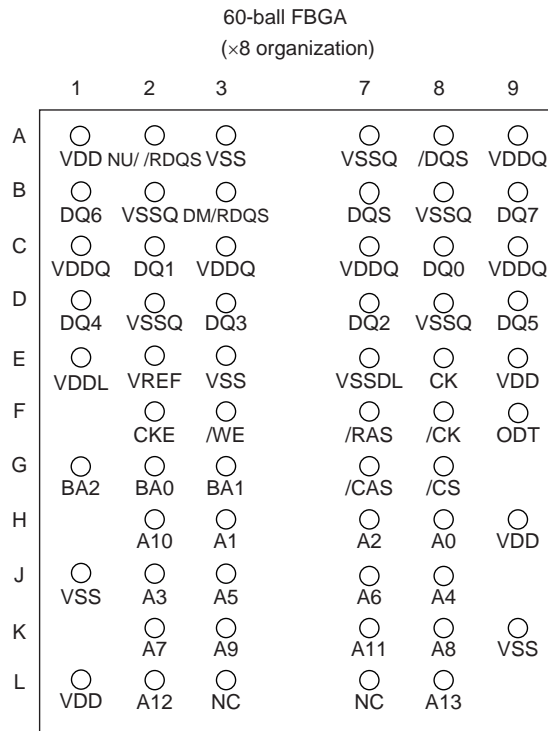 60-ball FBGA
(×8 organization)
1 2 3 7 8 9
A
VDD NU/ /RDQS VSS VSSQ /DQS VDDQ
B
DQ6 VSSQ DM/RDQS DQS VSSQ DQ7
C
VDDQ DQ1 VDDQ VDDQ DQ0 VDDQ
D
DQ4 VSSQ DQ3 DQ2 VSSQ DQ5
E
VDDL VREF VSS VSSDL CK VDD
F
CKE /WE /RAS /CK ODT
G
BA2 BA0 BA1 /CAS /CS
H
A10 A1 A2 A0 VDD
J
VSS A3 A5 A6 A4
K
A7 A9 A11 A8 VSS
L
VDD A12 NC NC A13